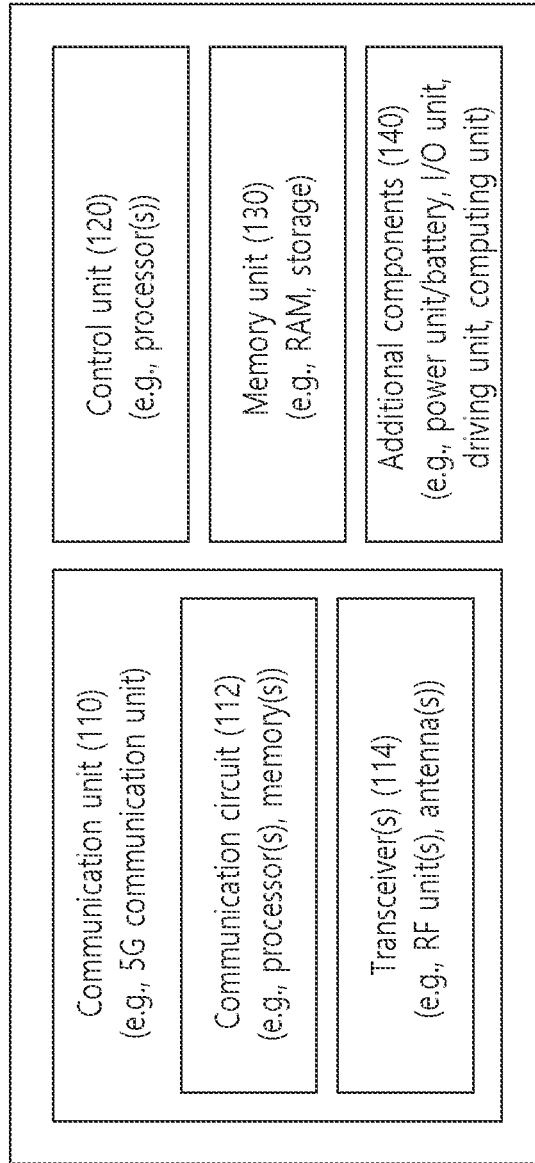 Communication unit (110)
(e.g., 5G communication unit)
Communication circuit (112)
(e.g., processor(s), memory(s))
Transceiver(s) (114)
(e.g., RF unit(s), antenna(s))
Control unit (120)
(e.g., processor(s))
Memory unit (130)
(e.g., RAM, storage)
Additional components (140)
(e.g., power unit/battery, I/O unit,
driving unit, computing unit)